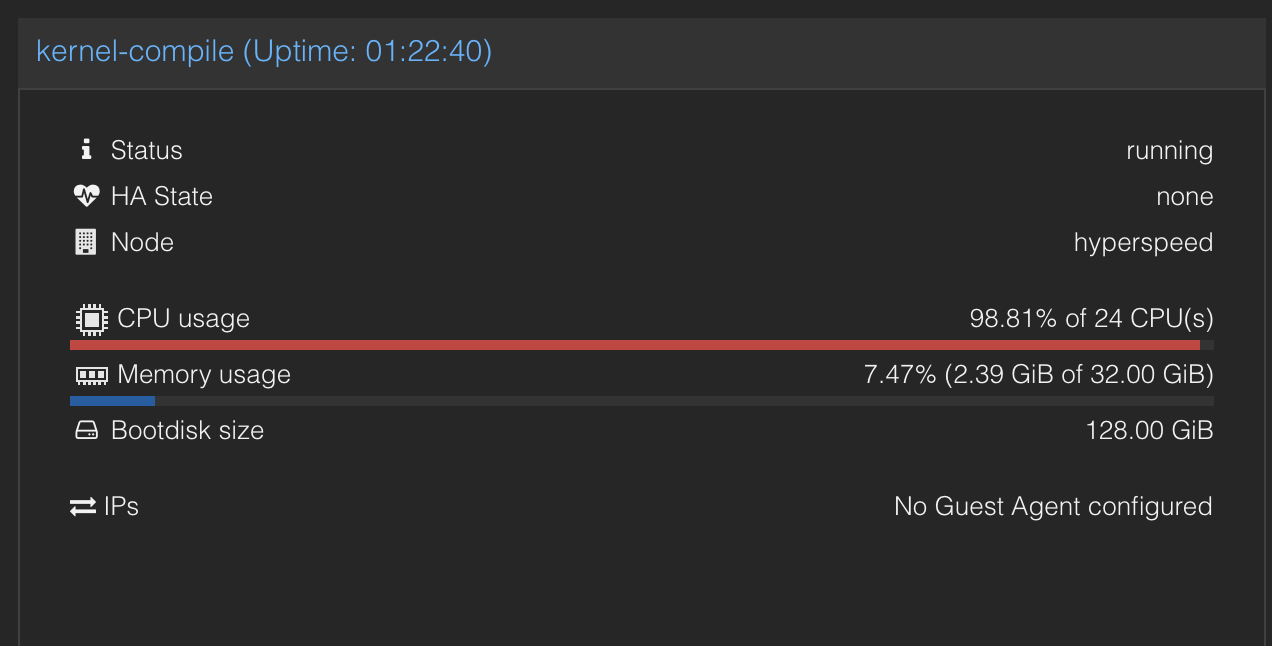 kernel-compile (Uptime: 01:22:40)
Status running
HA State none
Node hyperspeed
CPU usage 98.81% of 24 CPU(s)
Memory usage 7.47% (2.39 GiB of 32.00 GiB)
Bootdisk size 128.00 GiB
IPs No Guest Agent configured